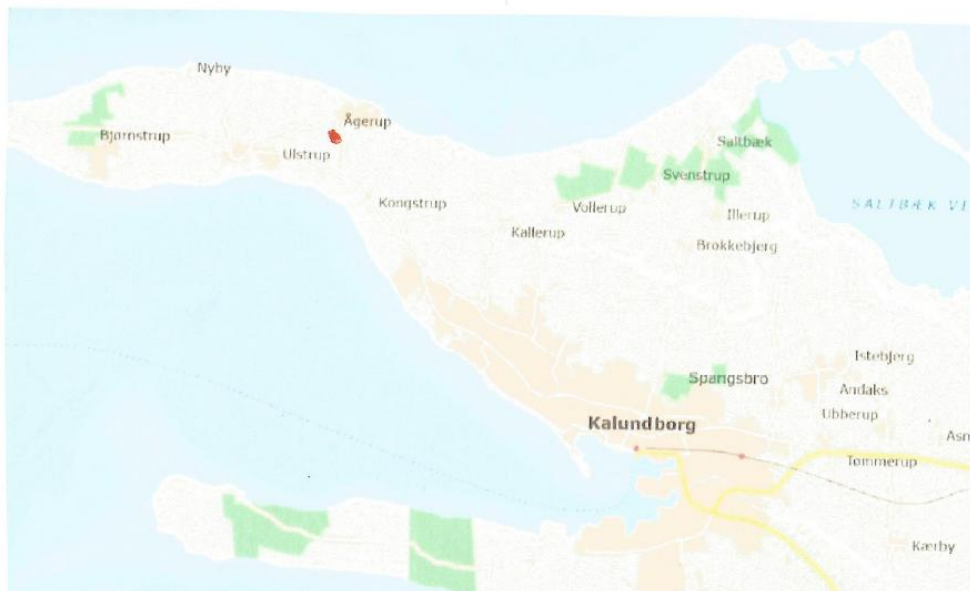 Nyby
Ågerup
Bjørnstrup
Ulstrup
Saltbæk
Svenstrup
Kongstrup
Vollerup
Illerup
SALTBÆK VI
Kallerup
Brokkebjerg
Istebjerg
Spangsbro
Andaks
Ubberup
Kalundborg
Asn
Tømmerup
Kærby